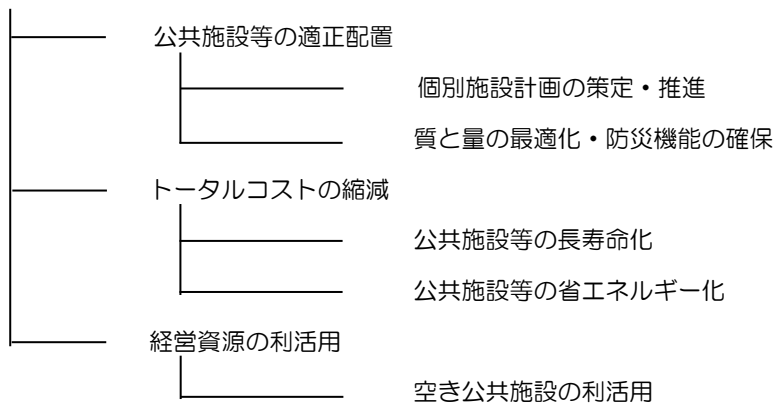 公共施設等の適正配置
個別施設計画の策定・推進
質と量の最適化・防災機能の確保
トータルコストの縮減
公共施設等の長寿命化
公共施設等の省エネルギー化
経営資源の利活用
空き公共施設の利活用